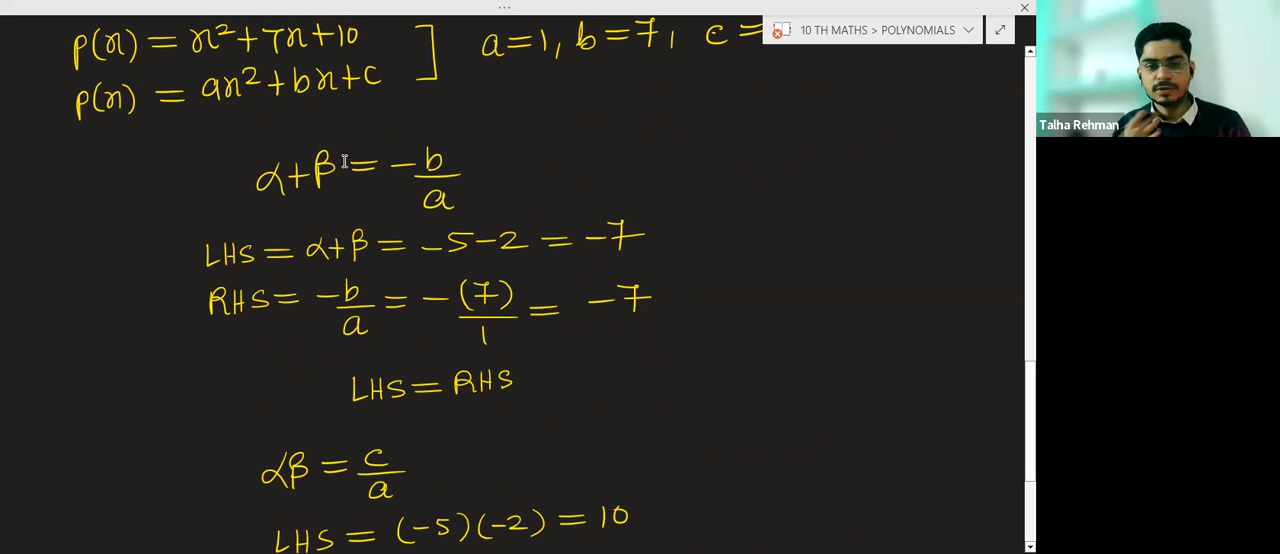 ...
p(x) = x² + 7x + 10
a = 1, b = 7, c =
10 TH MATHS > POLYNOMIALS
Talha Rehman
p(x) = ax² + bx + c
α + β = -b/a
LHS = α + β = -5 - 2 = -7
RHS = -b/a = -(7)/1 = -7
LHS = RHS
αβ = c/a
LHS = (-5)(-2) = 10